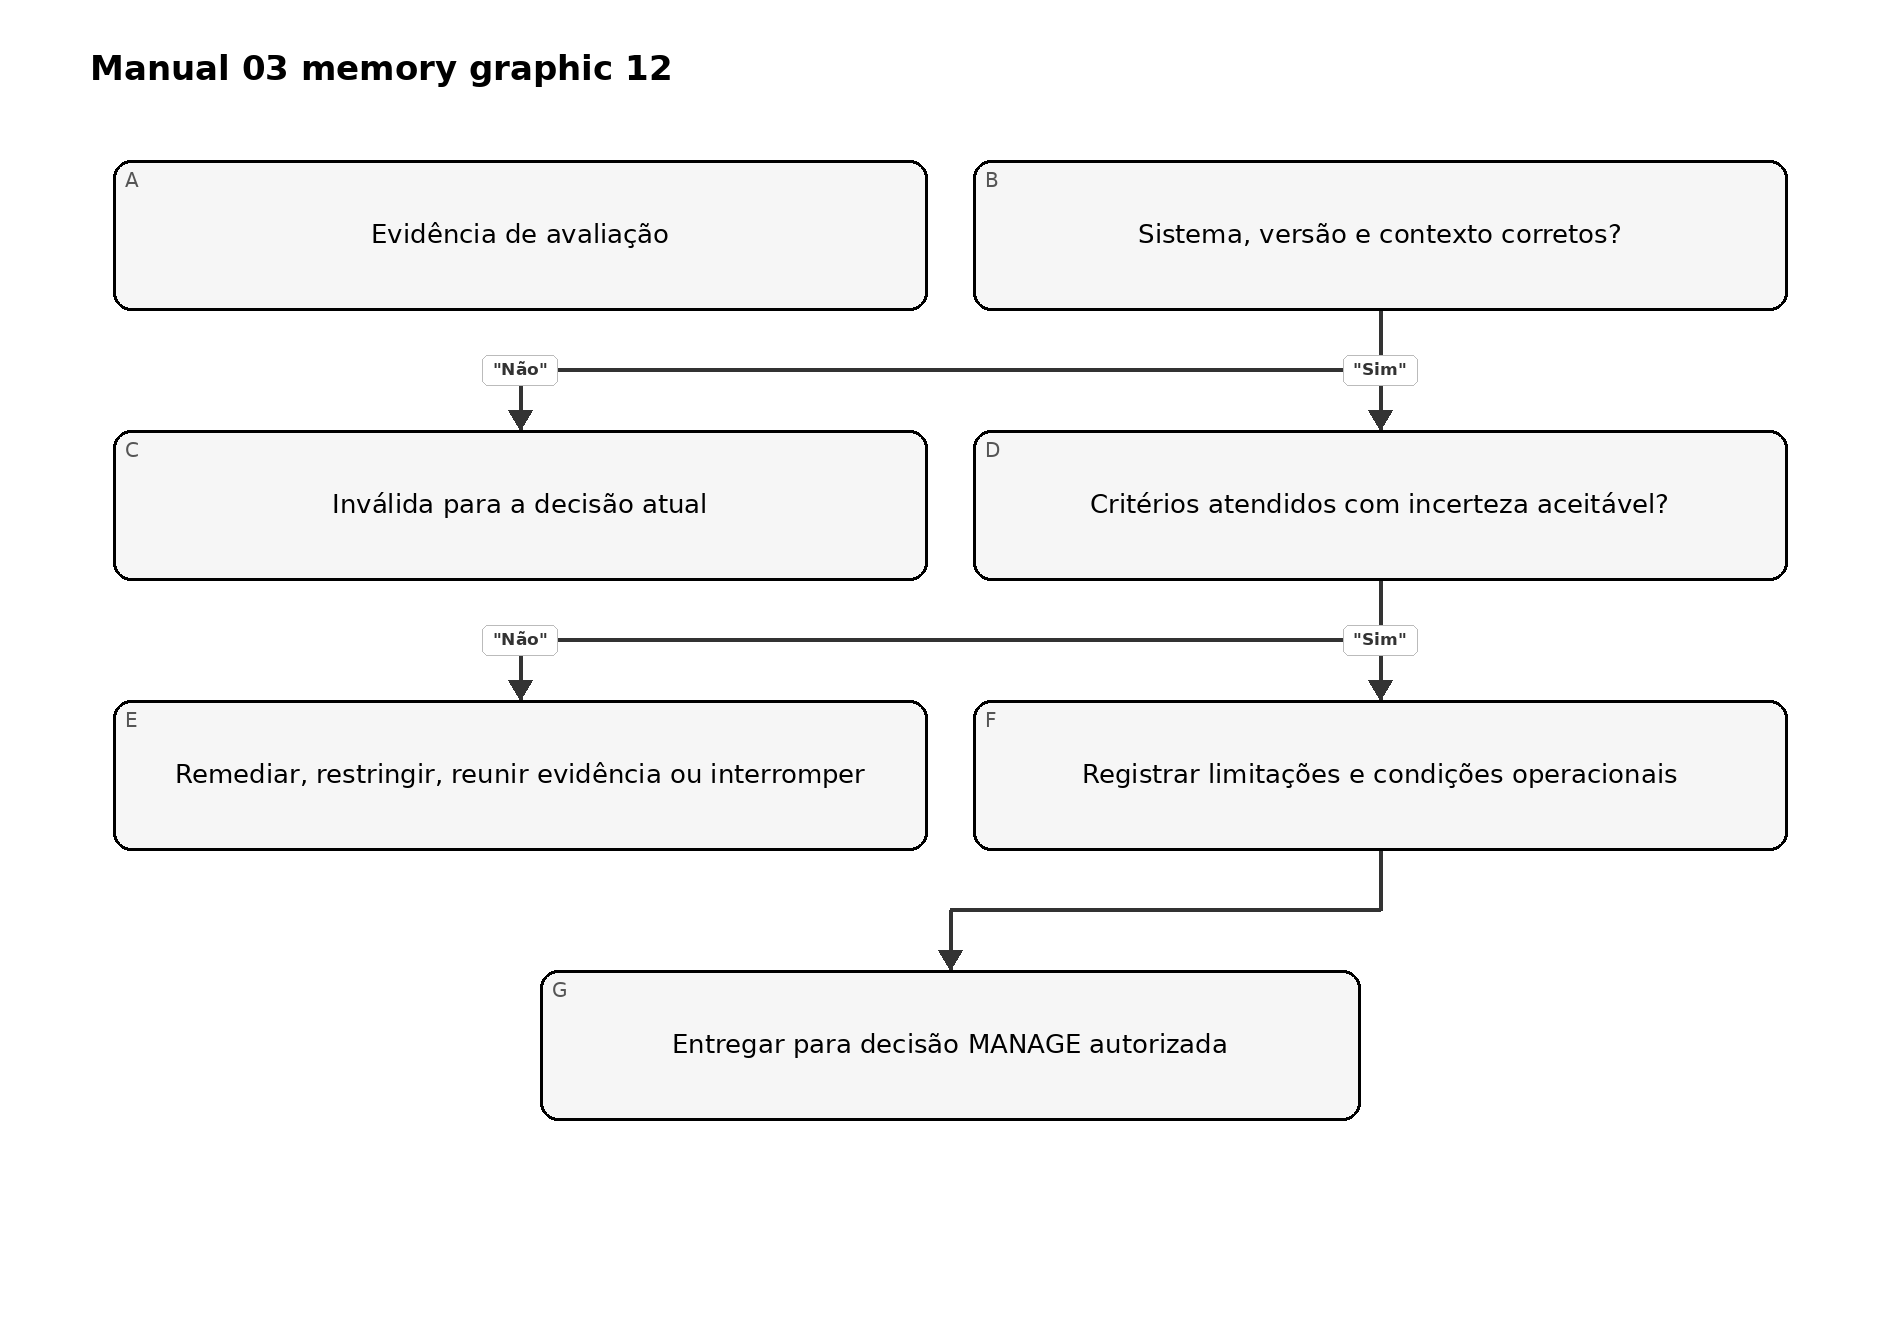 Manual 03 memory graphic 12
A
Evidência de avaliação
B
Sistema, versão e contexto corretos?
"Não"
"Sim"
C
Inválida para a decisão atual
D
Critérios atendidos com incerteza aceitável?
"Não"
"Sim"
E
Remediar, restringir, reunir evidência ou interromper
F
Registrar limitações e condições operacionais
G
Entregar para decisão MANAGE autorizada